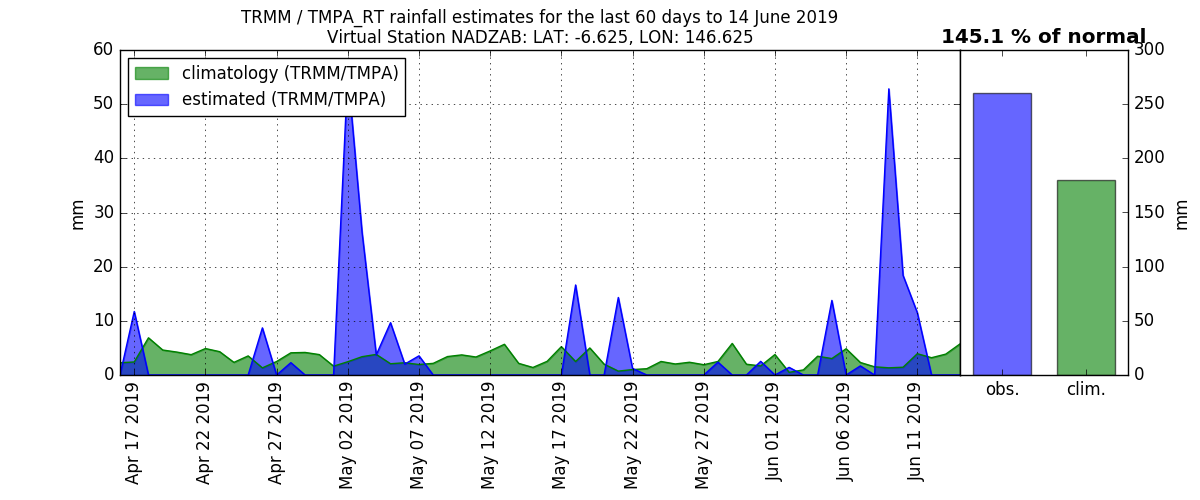 TRMM / TMPA_RT rainfall estimates for the last 60 days to 14 June 2019
Virtual Station NADZAB: LAT: -6.625, LON: 146.625
145.1 % of normal
climatology (TRMM/TMPA)
estimated (TRMM/TMPA)
60
50
40
30
20
10
0
mm
Apr 17 2019
Apr 22 2019
Apr 27 2019
May 02 2019
May 07 2019
May 12 2019
May 17 2019
May 22 2019
May 27 2019
Jun 01 2019
Jun 06 2019
Jun 11 2019
300
250
200
150
100
50
0
mm
obs.
clim.